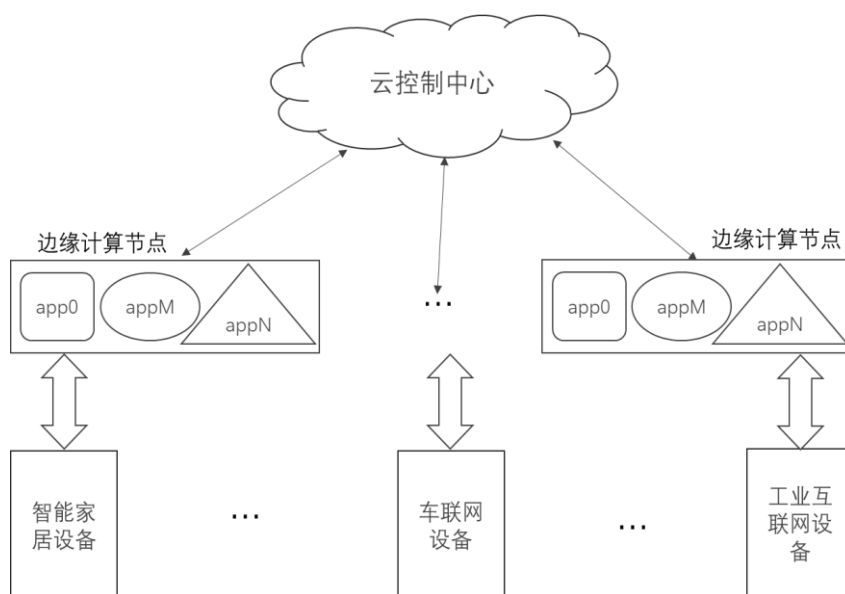 云控制中心
边缘计算节点
边缘计算节点
app0
appM
appN
...
app0
appM
appN
智能家
居设备
...
车联网
设备
...
工业互
联网设
备